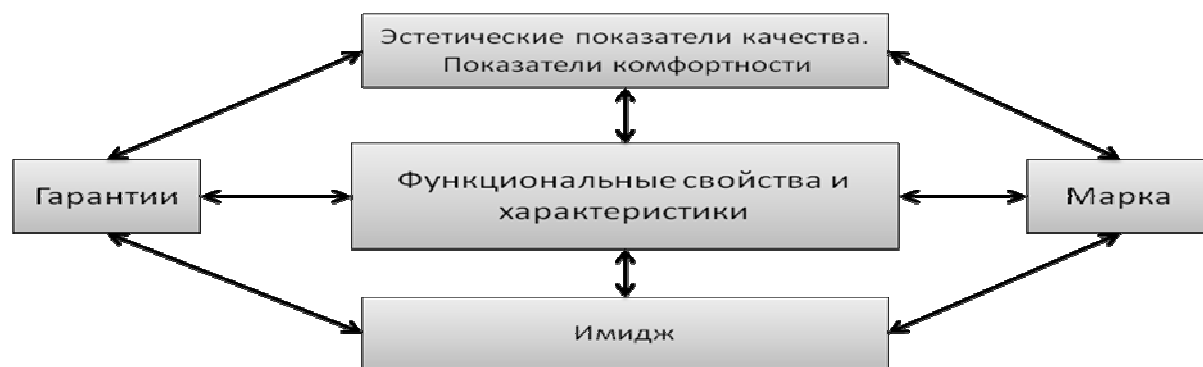 Эстетические показатели качества.
Показатели комфортности
Гарантии
Функциональные свойства и
характеристики
Марка
Имидж